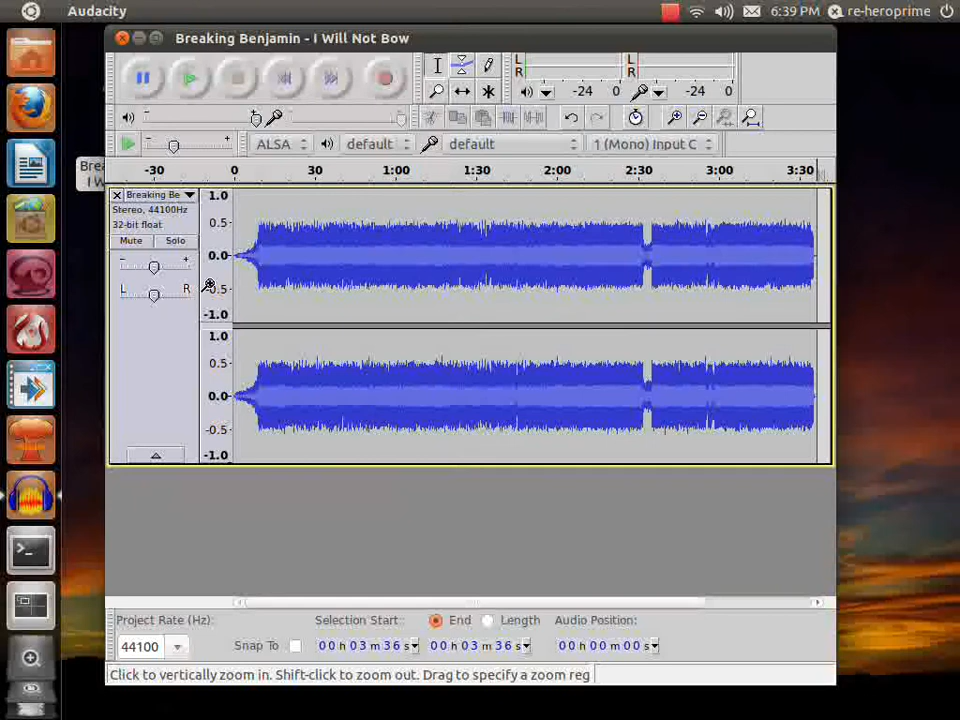 Audacity
6:39 PM
re-heroprime
Breaking Benjamin - I Will Not Bow
L
R
-24
0
L
R
-24
0
ALSA
default
default
1 (Mono) Input C
-30
0
30
1:00
1:30
2:00
2:30
3:00
3:30
Brea
I W
Breaking Be
Stereo, 44100Hz
32-bit float
Mute
Solo
L
R
1.0
0.5
0.0
-0.5
-1.0
1.0
0.5
0.0
-0.5
-1.0
Project Rate (Hz):
Selection Start:
End
Length
Audio Position:
44100
Snap To
00 h 03 m 36 s
00 h 03 m 36 s
00 h 00 m 00 s
Click to vertically zoom in. Shift-click to zoom out. Drag to specify a zoom reg